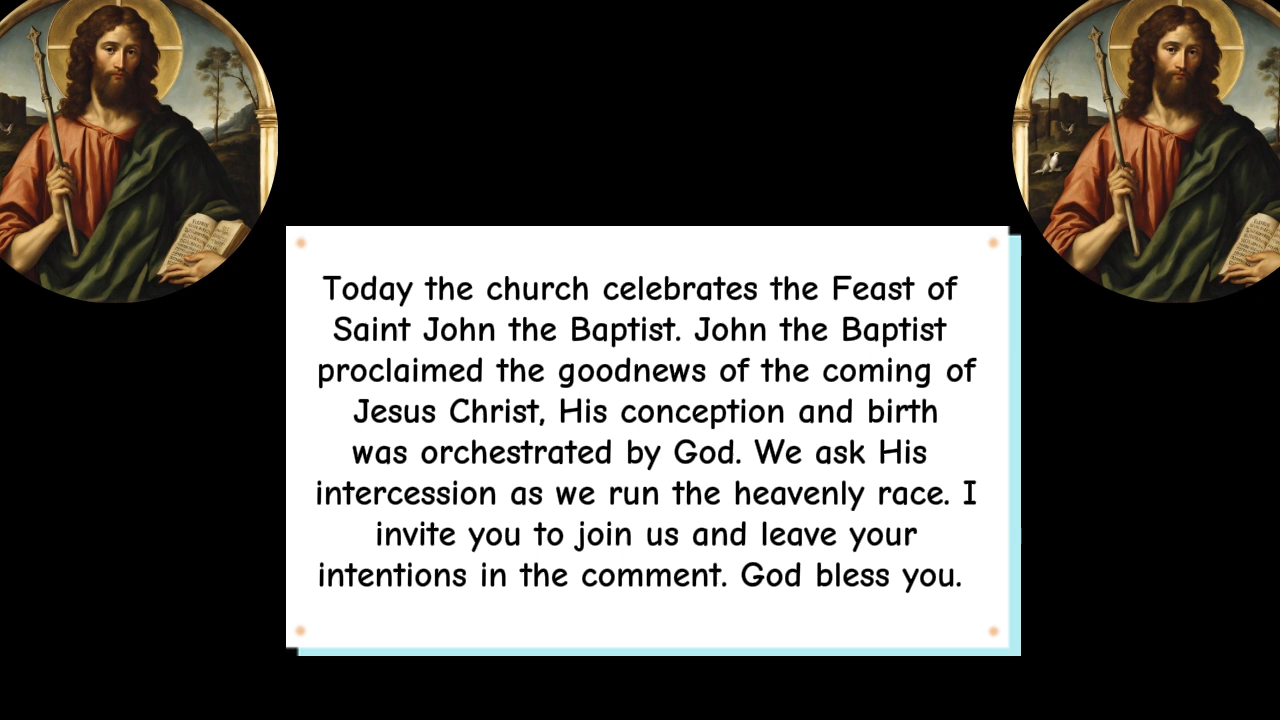 Today the church celebrates the Feast of
Saint John the Baptist. John the Baptist
proclaimed the goodnews of the coming of
Jesus Christ, His conception and birth
was orchestrated by God. We ask His
intercession as we run the heavenly race. I
invite you to join us and leave your
intentions in the comment. God bless you.